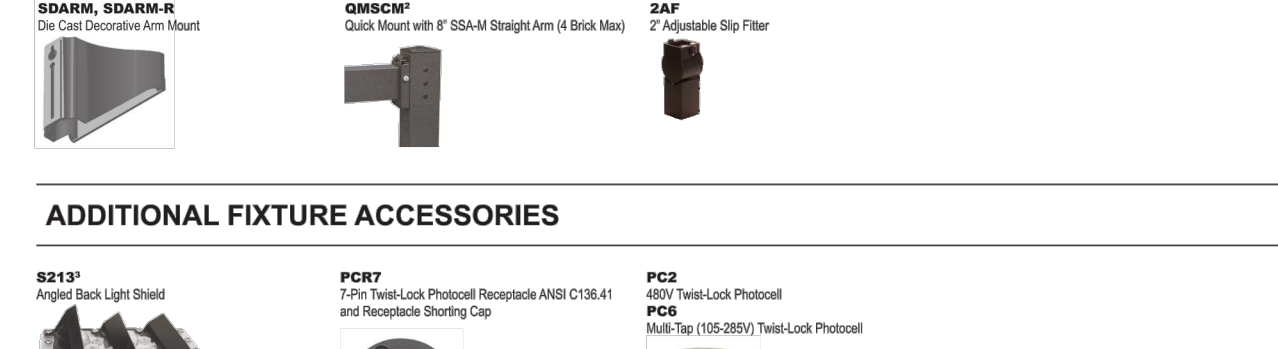 SDARM, SDARM-R
Die Cast Decorative Arm Mount
QMSCM²
Quick Mount with 8” SSA-M Straight Arm (4 Brick Max)
2AF
2” Adjustable Slip Fitter
ADDITIONAL FIXTURE ACCESSORIES
S213³
Angled Back Light Shield
PCR7
7-Pin Twist-Lock Photocell Receptacle ANSI C136.41
and Receptacle Shorting Cap
PC2
480V Twist-Lock Photocell
PC6
Multi-Tap (105-285V) Twist-Lock Photocell